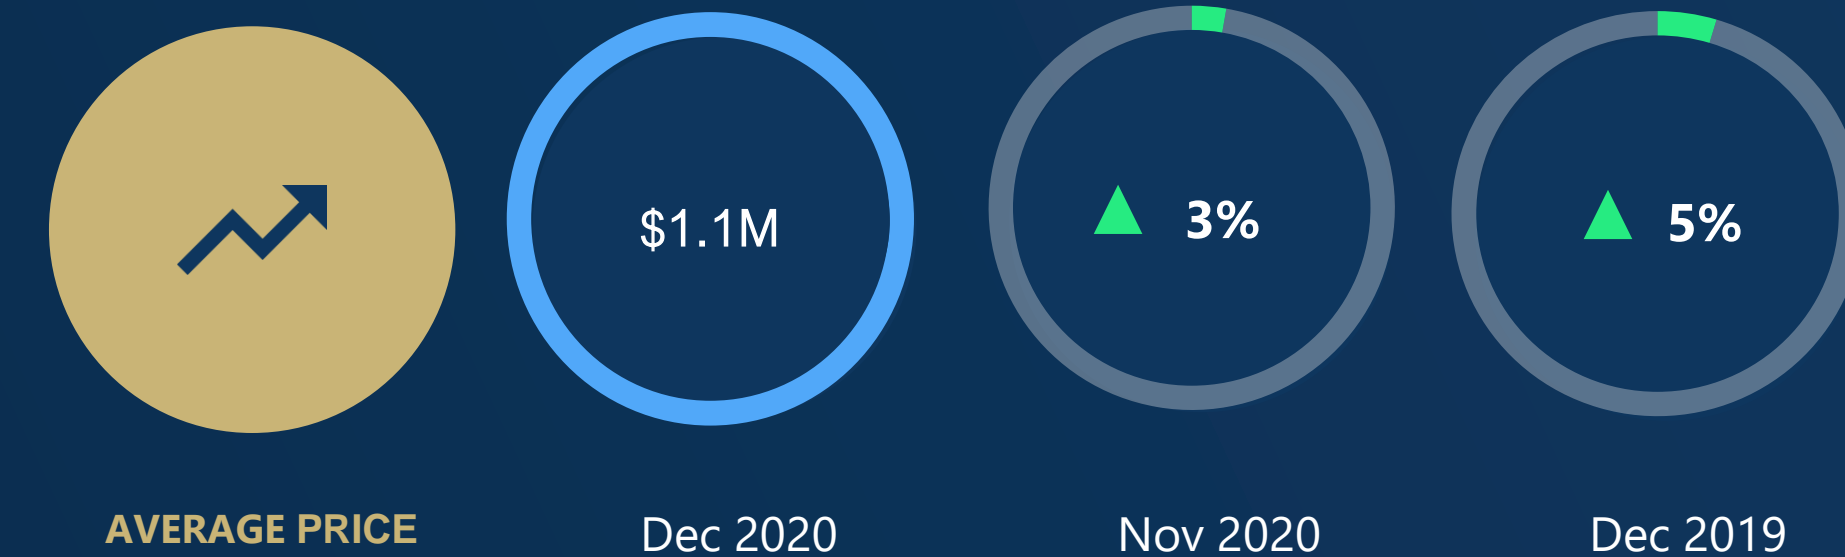 $1.1M
3%
5%
AVERAGE PRICE
Dec 2020
Nov 2020
Dec 2019